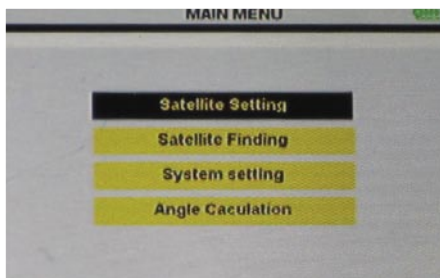 MAIN MENU
Satellite Setting
Satellite Finding
System setting
Angle Caculation